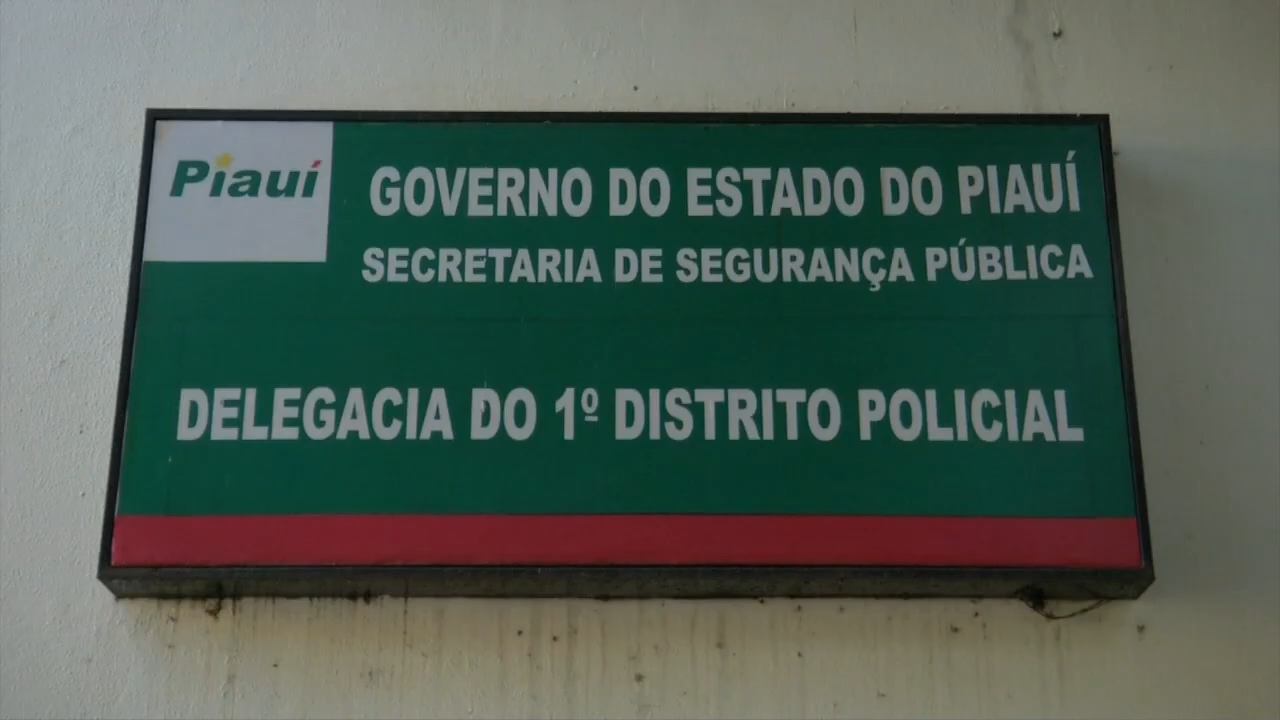 Piauí
GOVERNO DO ESTADO DO PIAUÍ
SECRETARIA DE SEGURANÇA PÚBLICA
DELEGACIA DO 1º DISTRITO POLICIAL